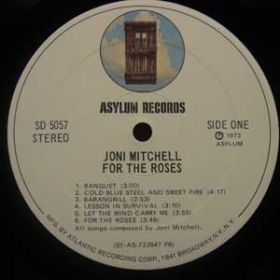 ASYLUM RECORDS
SD 5057
STEREO
SIDE ONE
℗ 1972
ASYLUM
JONI MITCHELL
FOR THE ROSES
1. BANQUET (3:00)
2. COLD BLUE STEEL AND SWEET FIRE (4:17)
3. BARANGRILL (2:53)
4. LESSON IN SURVIVAL (3:10)
5. LET THE WIND CARRY ME (3:55)
6. FOR THE ROSES (3:48)
All songs composed by Joni Mitchell.
(ST-AS-722947 PR)
MFG. BY ATLANTIC RECORDING CORP., 1841 BROADWAY, N.Y., N.Y.